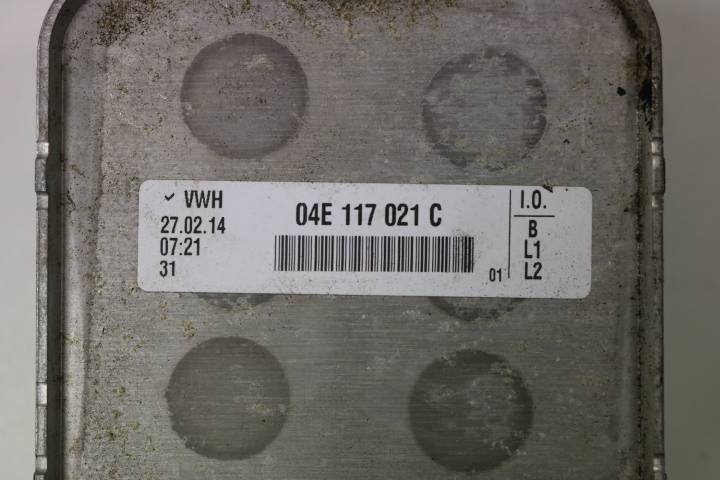 ✓ VWH
27.02.14
07:21
31
04E 117 021 C
01
I.O.
B
L1
L2